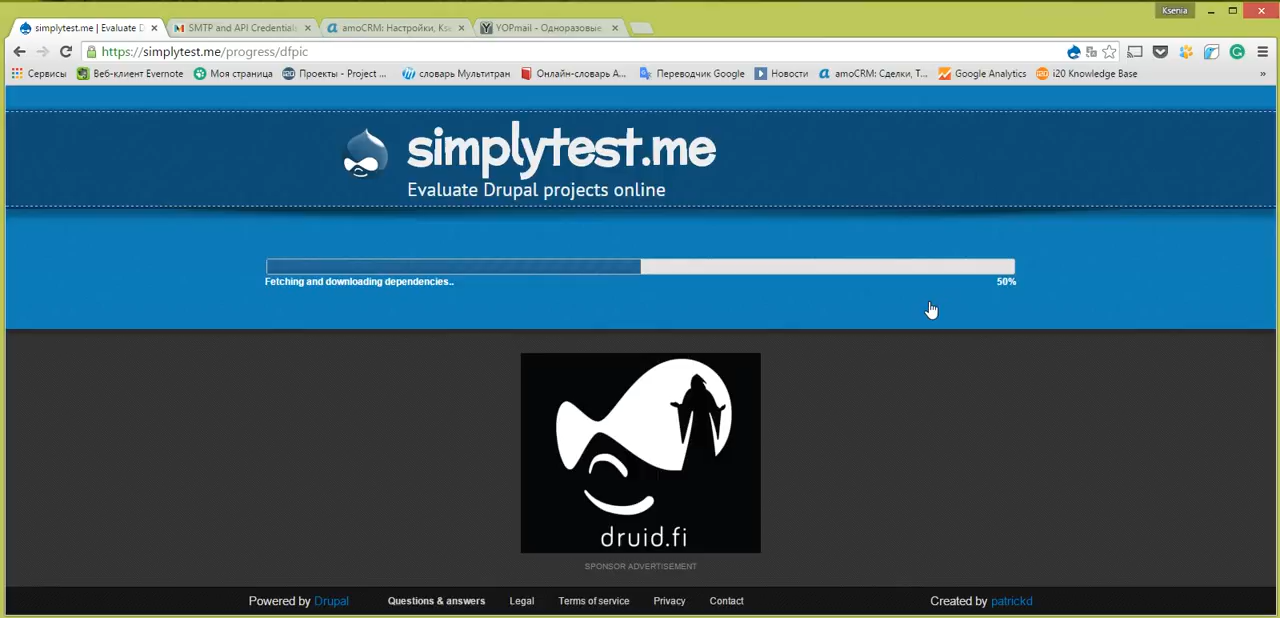 Ksenia
simplytest.me | Evaluate D
SMTP and API Credentials
amoCRM: Настройки, Kse
YOPmail - Одноразовые
https://simplytest.me/progress/dfpic
Сервисы
Веб-клиент Evernote
Моя страница
Проекты - Project ...
словарь Мультитран
Онлайн-словарь A...
Переводчик Google
Новости
amoCRM: Сделки, T...
Google Analytics
i20 Knowledge Base
»
simplytest.me
Evaluate Drupal projects online
Fetching and downloading dependencies..
50%
druid.fi
SPONSOR ADVERTISEMENT
Powered by Drupal
Questions & answers
Legal
Terms of service
Privacy
Contact
Created by patrickd